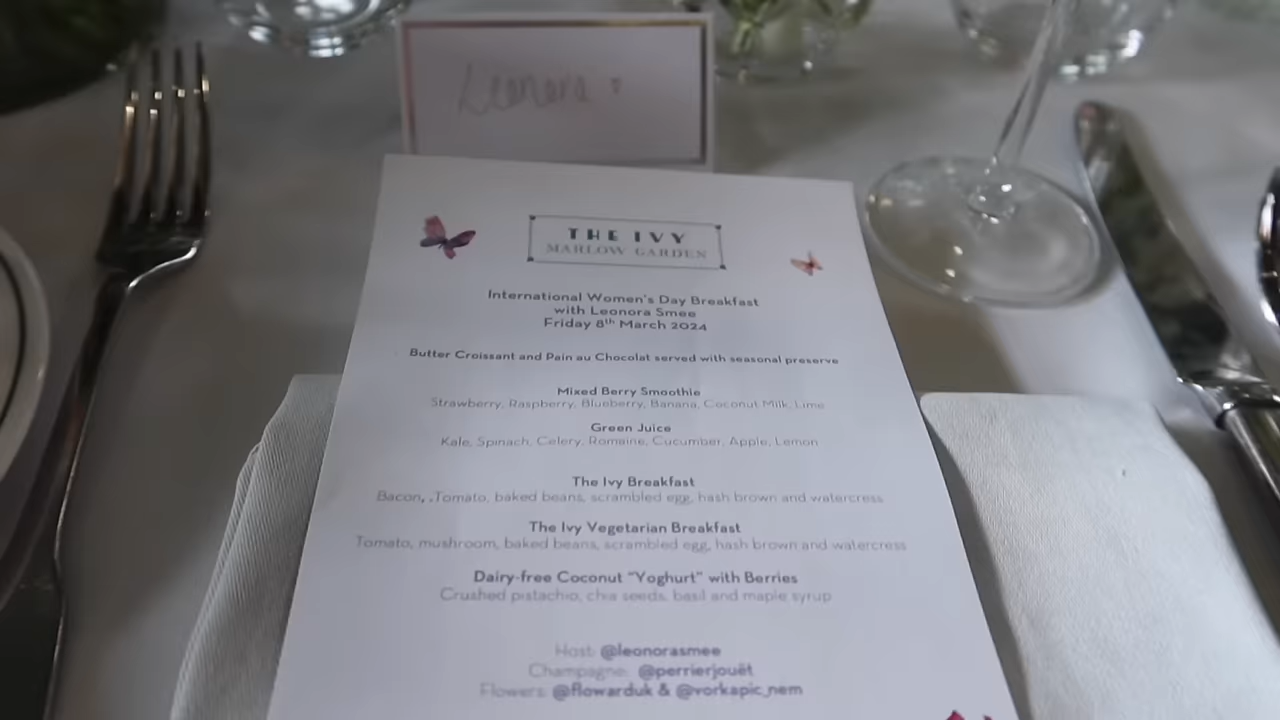 Leonora
THE IVY
MARLOW GARDEN
International Women's Day Breakfast
with Leonora Smee
Friday 8th March 2024
Butter Croissant and Pain au Chocolat served with seasonal preserve
Mixed Berry Smoothie
Strawberry, Raspberry, Blueberry, Banana, Coconut Milk, Lime
Green Juice
Kale, Spinach, Celery, Romaine, Cucumber, Apple, Lemon
The Ivy Breakfast
Bacon, .Tomato, baked beans, scrambled egg, hash brown and watercress
The Ivy Vegetarian Breakfast
Tomato, mushroom, baked beans, scrambled egg, hash brown and watercress
Dairy-free Coconut "Yoghurt" with Berries
Crushed pistachio, chia seeds, basil and maple syrup
Host: @leonorasmee
Champagne: @perrierjouët
Flowers: @flowarduk & @vorkapic_nem